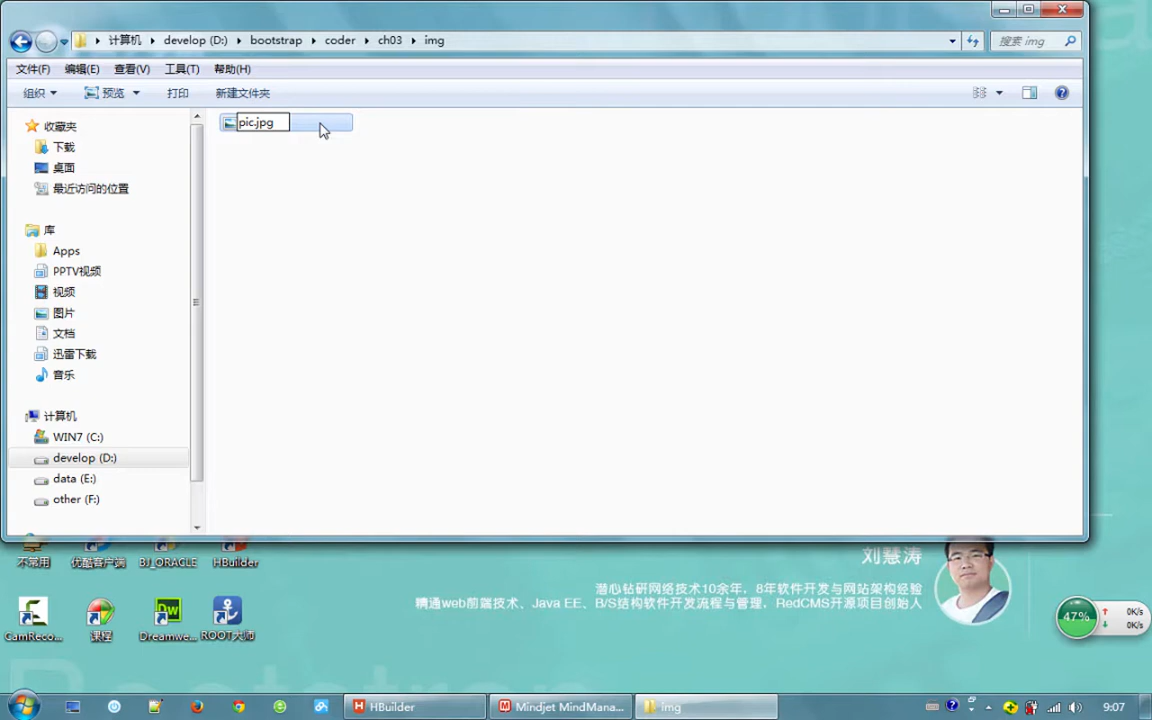 计算机 develop (D:) bootstrap coder ch03 img 搜索 img
文件(F) 编辑(E) 查看(V) 工具(T) 帮助(H)
组织 预览 打印 新建文件夹
收藏夹
下载
桌面
最近访问的位置
库
Apps
PPTV视频
视频
图片
文档
迅雷下载
音乐
计算机
WIN7 (C:)
develop (D:)
data (E:)
other (F:)
pic.jpg
不常用 优酷客户端 BJ_ORACLE HBuilder
CamReco... 课程 Dreamwe... ROOT大师
刘慧涛
潜心钻研网络技术10余年，8年软件开发与网站架构经验
精通web前端技术、Java EE、B/S结构软件开发流程与管理，RedCMS开源项目创始人
47% 0K/s
0K/s
HBuilder Mindjet MindMana... img 9:07